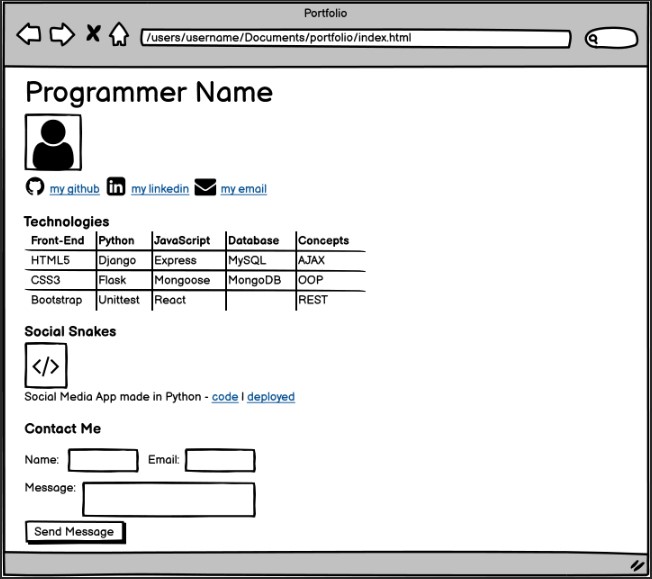 Portfolio
/users/username/Documents/portfolio/index.html
Programmer Name
my github in my linkedin my email
Technologies
Front-End Python JavaScript Database Concepts
HTML5 Django Express MySQL AJAX
CSS3 Flask Mongoose MongoDB OOP
Bootstrap Unittest React REST
Social Snakes
</>
Social Media App made in Python - code | deployed
Contact Me
Name: Email:
Message:
Send Message